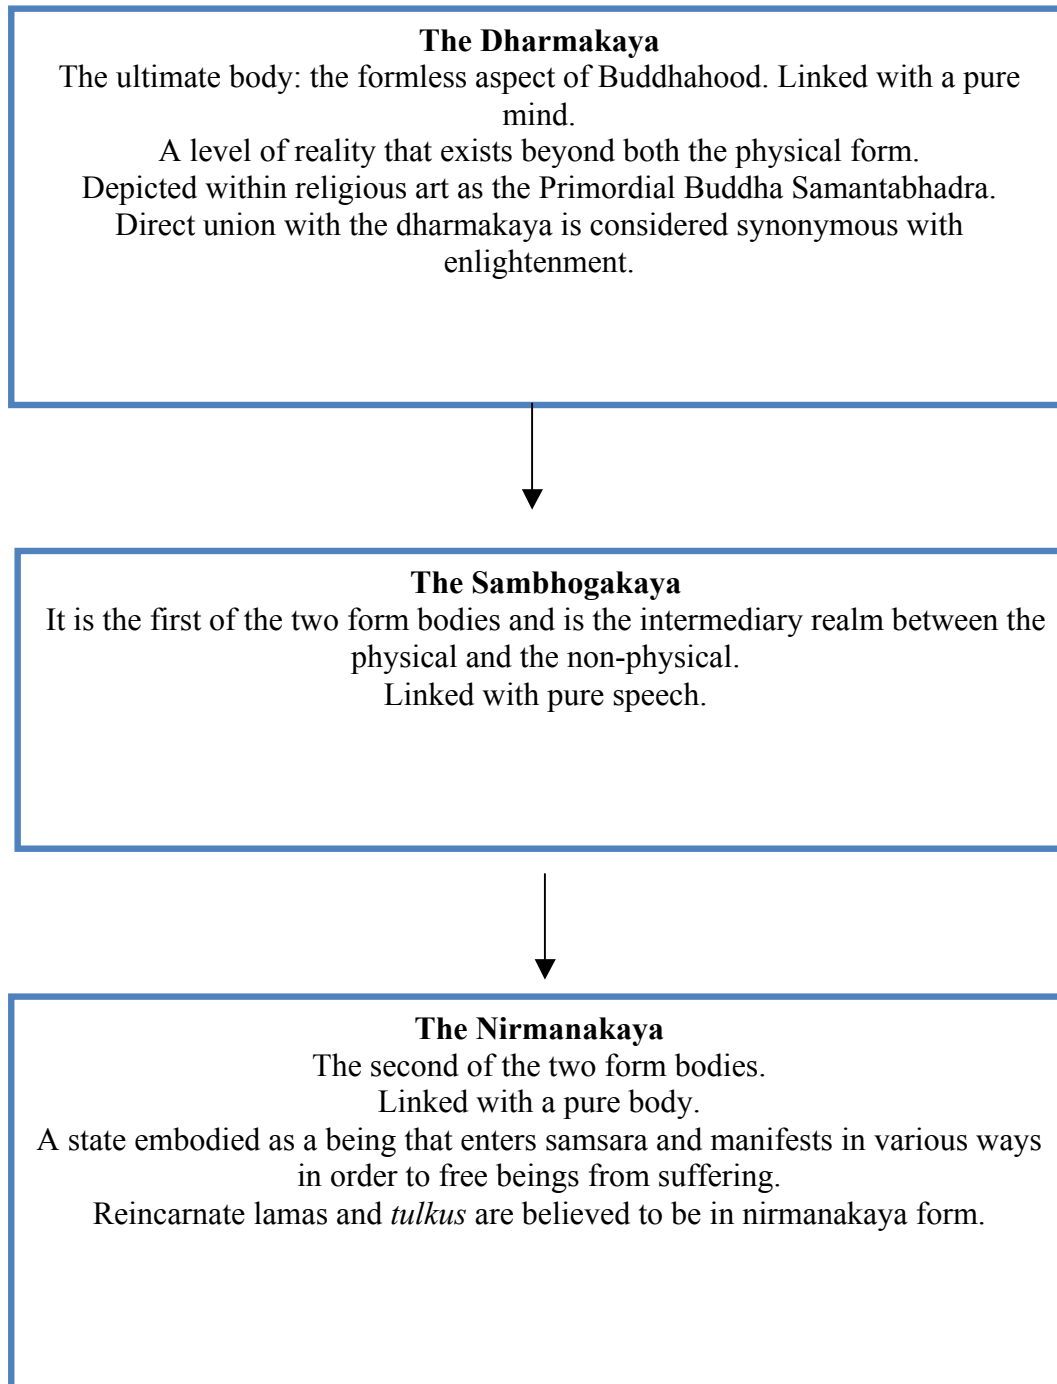 The Dharmakaya
The ultimate body: the formless aspect of Buddhahood. Linked with a pure
mind.
A level of reality that exists beyond both the physical form.
Depicted within religious art as the Primordial Buddha Samantabhadra.
Direct union with the dharmakaya is considered synonymous with
enlightenment.
The Sambhogakaya
It is the first of the two form bodies and is the intermediary realm between the
physical and the non-physical.
Linked with pure speech.
The Nirmanakaya
The second of the two form bodies.
Linked with a pure body.
A state embodied as a being that enters samsara and manifests in various ways
in order to free beings from suffering.
Reincarnate lamas and tulkus are believed to be in nirmanakaya form.